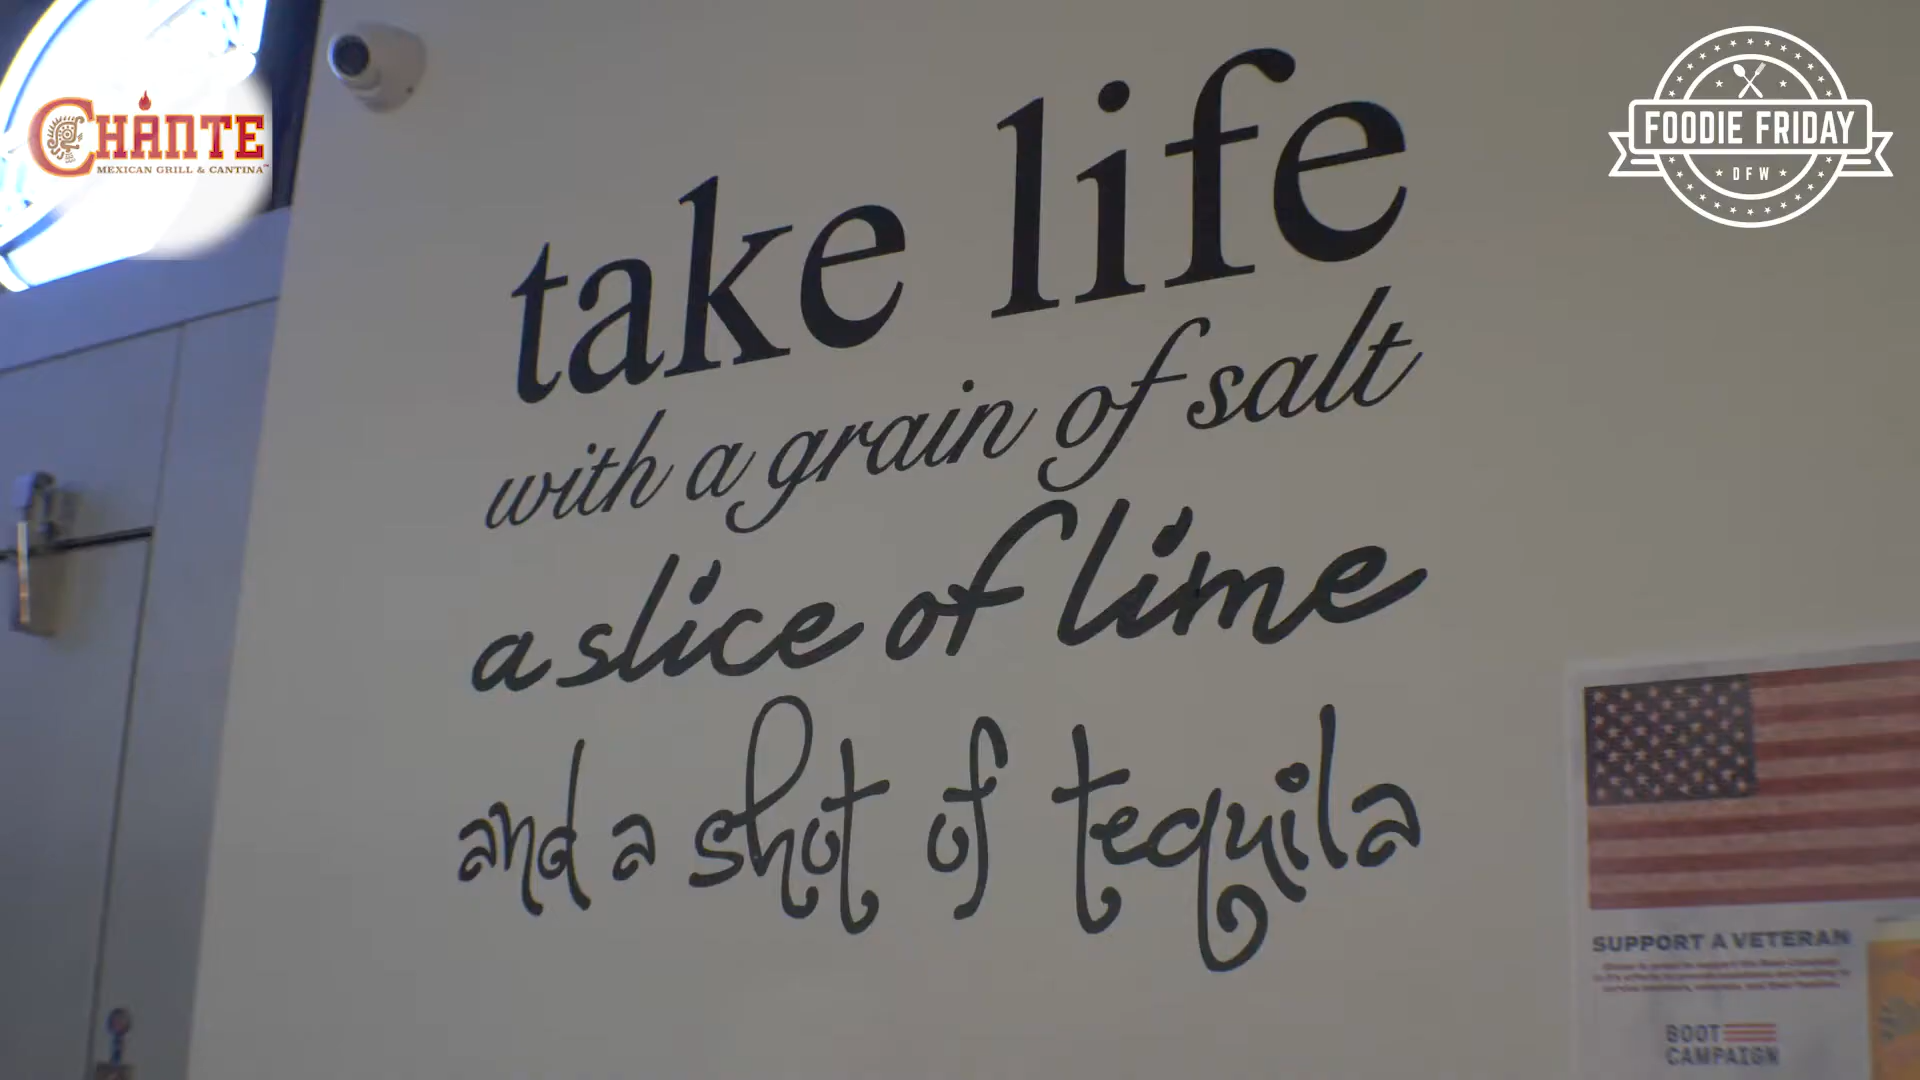 CHANTE
MEXICAN GRILL & CANTINA
FOODIE FRIDAY
DFW
take life
with a grain of salt
a slice of lime
and a shot of tequila
SUPPORT A VETERAN
BOOT
CAMPAIGN